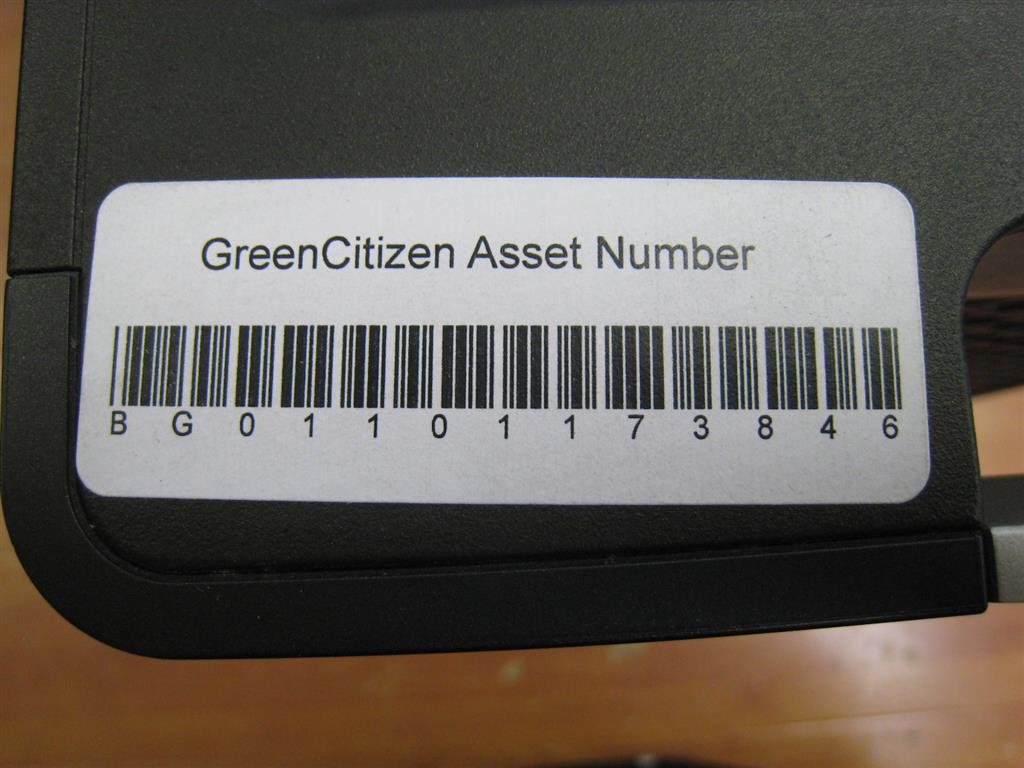 GreenCitizen Asset Number
B G 0 1 1 0 1 1 7 3 8 4 6